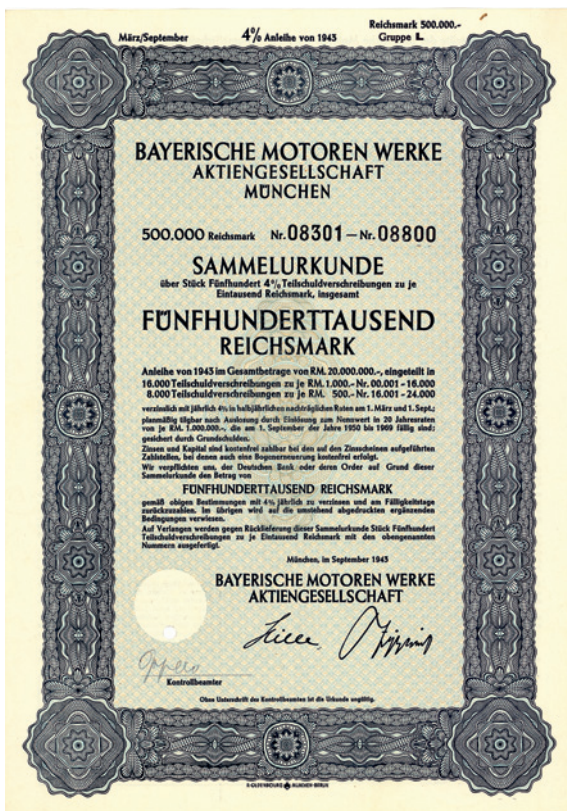 Reichsmark 500.000.-
März/September 4% Anleihe von 1943 Gruppe L
BAYERISCHE MOTOREN WERKE
AKTIENGESELLSCHAFT
MÜNCHEN
500.000 Reichsmark Nr. 08301 — Nr. 08800
SAMMELURKUNDE
über Stück Fünfhundert 4% Teilschuldverschreibungen zu je
Eintausend Reichsmark, insgesamt
FÜNFHUNDERTTAUSEND
REICHSMARK
Anleihe von 1943 im Gesamtbetrage von RM. 20.000.000.-, eingeteilt in
16.000 Teilschuldverschreibungen zu je RM. 1.000.- Nr. 00.001 - 16.000
8.000 Teilschuldverschreibungen zu je RM. 500.- Nr. 16.001 - 24.000
verzinslich mit jährlich 4% in halbjährlichen nachträglichen Raten am 1. März und 1. Sept.;
planmäßig tilgbar nach Auslosung durch Einlösung zum Nennwert in 20 Jahresraten
von je RM. 1.000.000.-, die am 1. September der Jahre 1950 bis 1969 fällig sind;
gesichert durch Grundschulden.
Zinsen und Kapital sind kostenfrei zahlbar bei den auf den Zinsscheinen aufgeführten
Zahlstellen, bei denen auch eine Bogenerneuerung kostenfrei erfolgt.
Wir verpflichten uns, der Deutschen Bank oder deren Order auf Grund dieser
Sammelurkunde den Betrag von
FÜNFHUNDERTTAUSEND REICHSMARK
gemäß obigen Bestimmungen mit 4% jährlich zu verzinsen und am Fälligkeitstage
zurückzuzahlen. Im übrigen wird auf die umstehend abgedruckten ergänzenden
Bedingungen verwiesen.
Auf Verlangen werden gegen Rücklieferung dieser Sammelurkunde Stück Fünfhundert
Teilschuldverschreibungen zu je Eintausend Reichsmark mit den obengenannten
Nummern ausgefertigt.
München, im September 1943
BAYERISCHE MOTOREN WERKE
AKTIENGESELLSCHAFT
Kontrollbeamter
Ohne Unterschrift des Kontrollbeamten ist die Urkunde ungültig.
R·OLDENBOURG MÜNCHEN-BERLIN